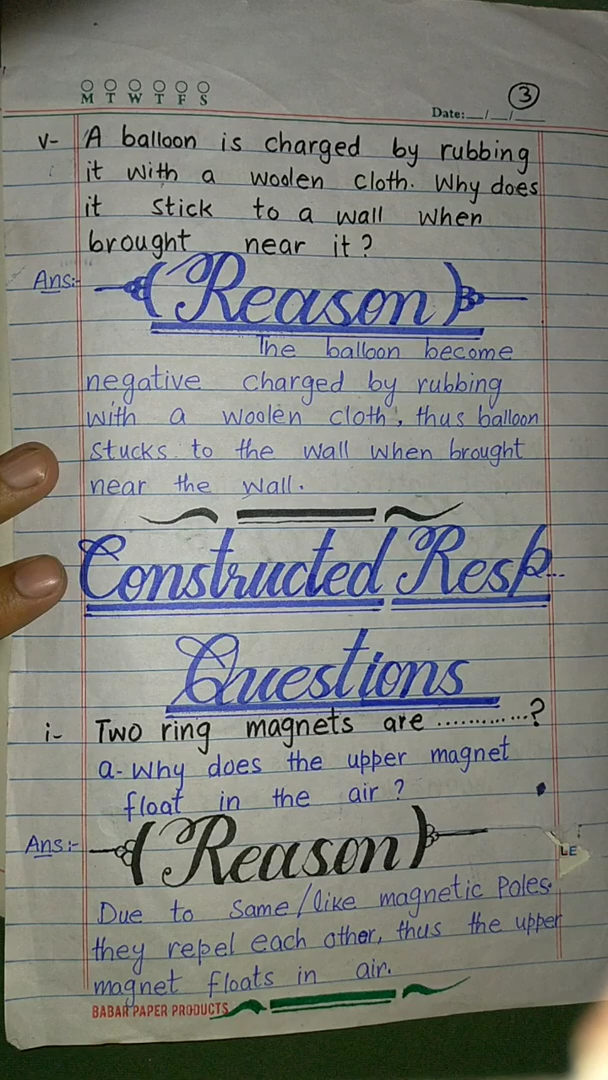 M T W T F S
3
Date:__/__/____
v- A balloon is charged by rubbing
it with a woolen cloth. Why does
it stick to a wall when
brought near it?
Ans:- Reason
The balloon become
negative charged by rubbing
with a woolen cloth, thus balloon
stucks to the wall when brought
near the wall.
Constructed Resp...
Questions
i- Two ring magnets are ............?
a- Why does the upper magnet
float in the air?
Ans:- Reason
LE
Due to same/like magnetic poles
they repel each other, thus the upper
magnet floats in air.
BABAR PAPER PRODUCTS